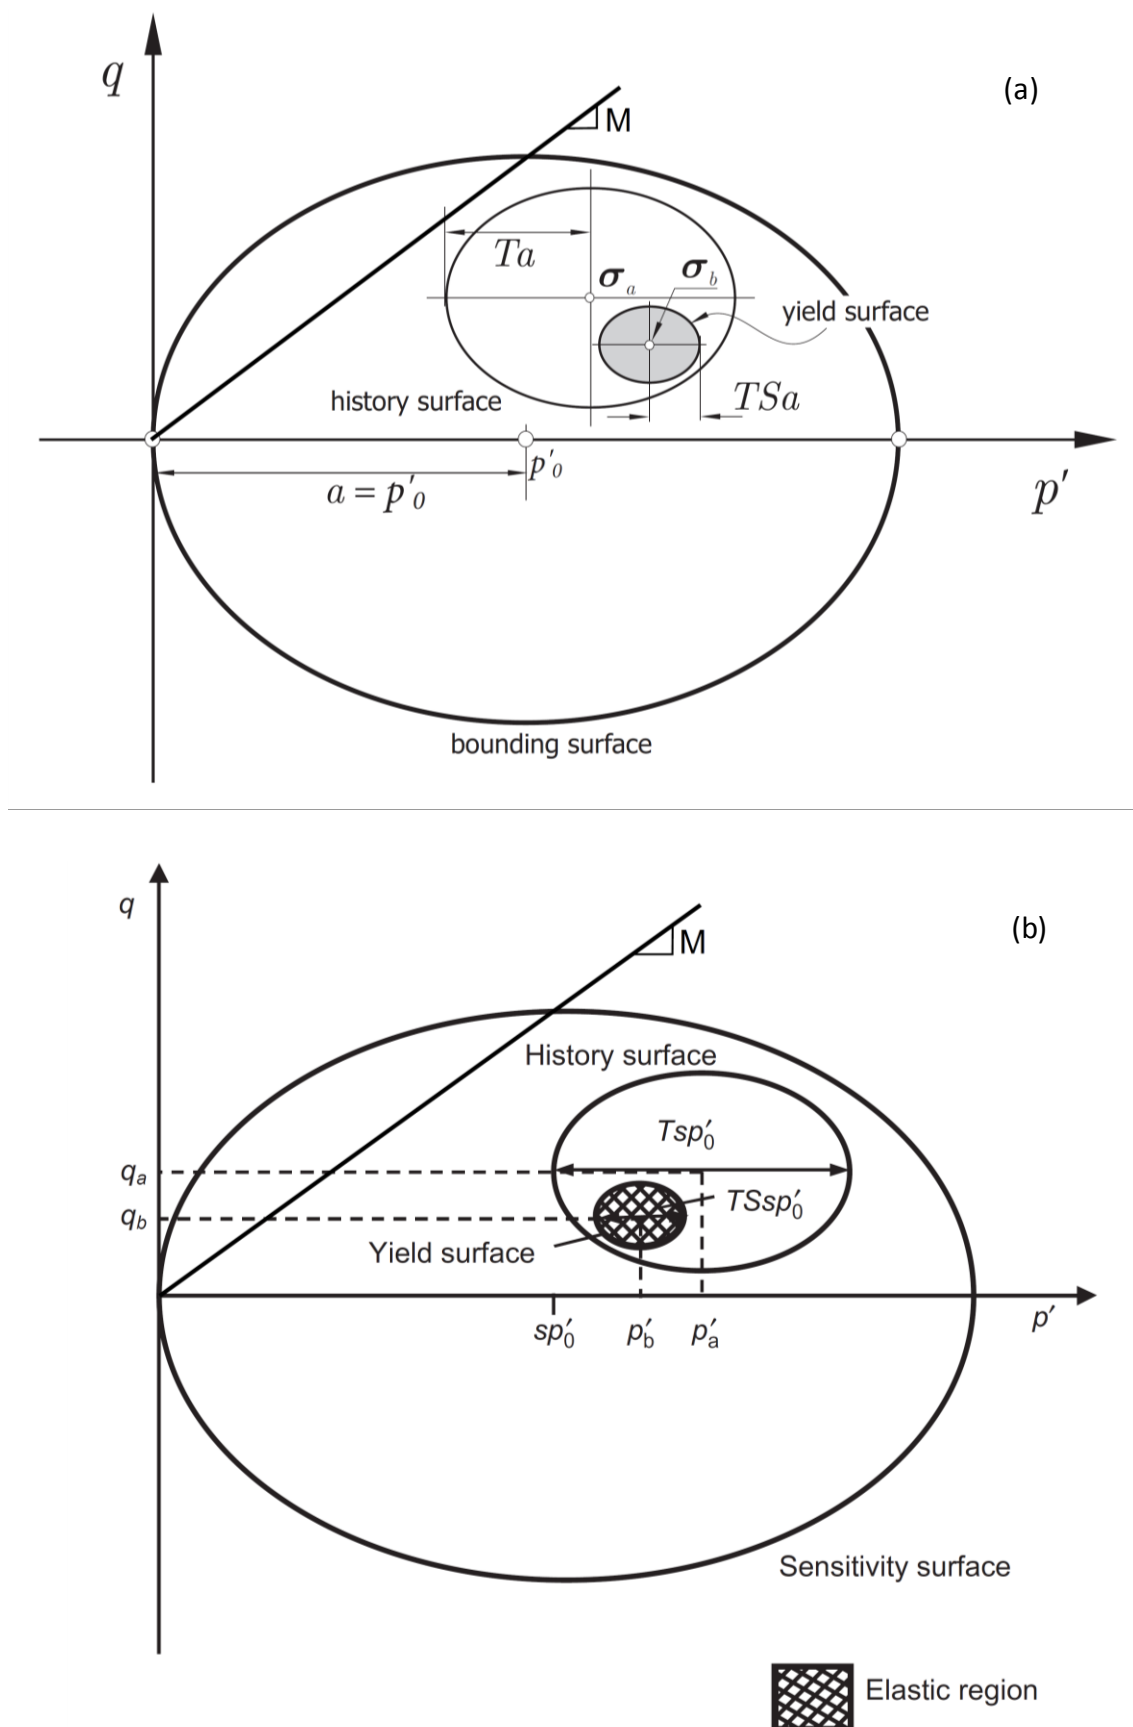 q
(a)
M
Ta
σa
σb
yield surface
TSa
history surface
p′0
a = p′0
p′
bounding surface
q
(b)
M
History surface
Tsp′0
qa
TSsp′0
qb
Yield surface
sp′0
p′b
p′a
p′
Sensitivity surface
Elastic region